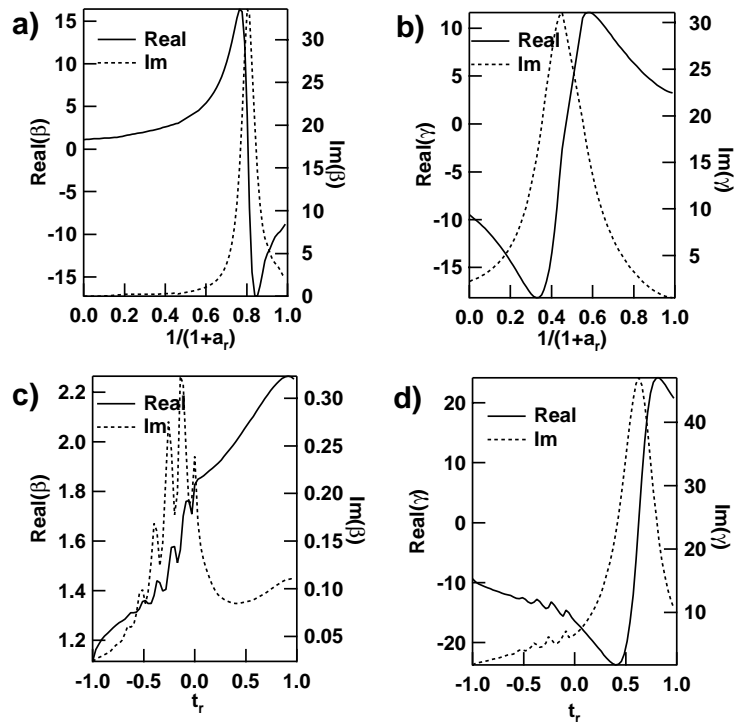 a)
Real
Im
Real(β)
15
10
5
0
-5
-10
-15
Im(β)
30
25
20
15
10
5
0
0.0 0.2 0.4 0.6 0.8 1.0
1/(1+a_r)
b)
Real
Im
Real(γ)
10
5
0
-5
-10
-15
Im(γ)
30
25
20
15
10
5
0.0 0.2 0.4 0.6 0.8 1.0
1/(1+a_r)
c)
Real
Im
Real(β)
2.2
2.0
1.8
1.6
1.4
1.2
Im(β)
0.30
0.25
0.20
0.15
0.10
0.05
-1.0 -0.5 0.0 0.5 1.0
t_r
d)
Real
Im
Real(γ)
20
10
0
-10
-20
Im(γ)
40
30
20
10
-1.0 -0.5 0.0 0.5 1.0
t_r